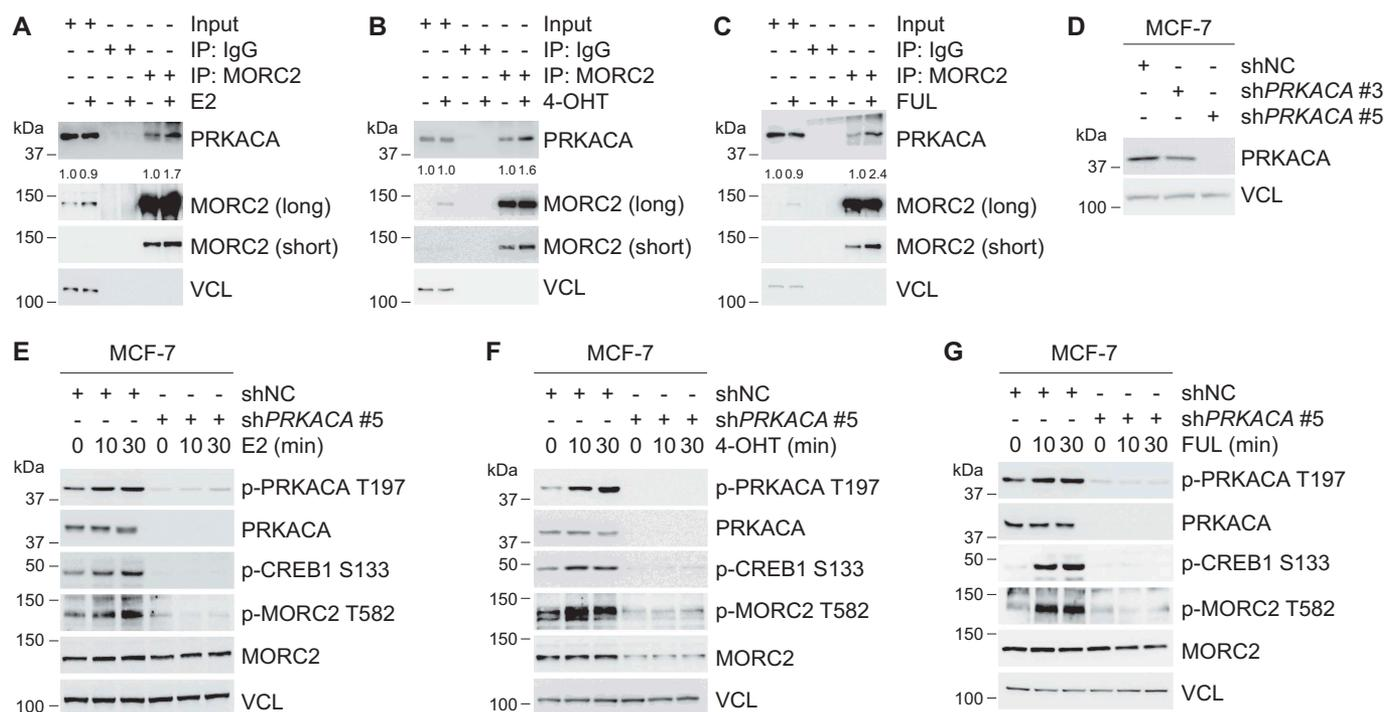 A
+ + - - - - Input
- - + + - - IP: IgG
- - - - + + IP: MORC2
- + - + - + E2
kDa
37 PRKACA
1.0 0.9 1.0 1.7
150 MORC2 (long)
150 MORC2 (short)
100 VCL
B
+ + - - - - Input
- - + + - - IP: IgG
- - - - + + IP: MORC2
- + - + - + 4-OHT
kDa
37 PRKACA
1.0 1.0 1.0 1.6
150 MORC2 (long)
150 MORC2 (short)
100 VCL
C
+ + - - - - Input
- - + + - - IP: IgG
- - - - + + IP: MORC2
- + - + - + FUL
kDa
37 PRKACA
1.0 0.9 1.0 2.4
150 MORC2 (long)
150 MORC2 (short)
100 VCL
D
MCF-7
+ - - shNC
- + - shPRKACA #3
- - + shPRKACA #5
kDa
37 PRKACA
100 VCL
E
MCF-7
+ + + - - - shNC
- - - + + + shPRKACA #5
0 10 30 0 10 30 E2 (min)
kDa
37 p-PRKACA T197
37 PRKACA
50 p-CREB1 S133
150 p-MORC2 T582
150 MORC2
100 VCL
F
MCF-7
+ + + - - - shNC
- - - + + + shPRKACA #5
0 10 30 0 10 30 4-OHT (min)
kDa
37 p-PRKACA T197
37 PRKACA
50 p-CREB1 S133
150 p-MORC2 T582
150 MORC2
100 VCL
G
MCF-7
+ + + - - - shNC
- - - + + + shPRKACA #5
0 10 30 0 10 30 FUL (min)
kDa
37 p-PRKACA T197
37 PRKACA
50 p-CREB1 S133
150 p-MORC2 T582
150 MORC2
100 VCL